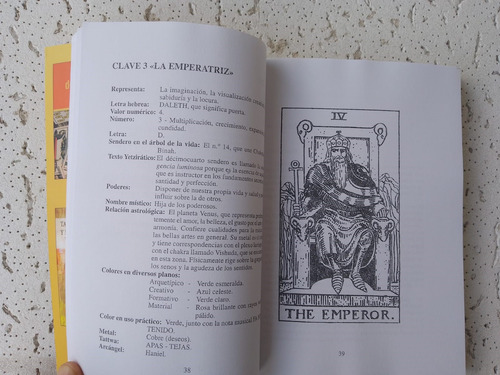 CLAVE 3 «LA EMPERATRIZ»
Representa: La imaginación, la visualización
sabiduría y la locura.
Letra hebrea: DALETH, que significa puerta.
Valor numérico: 4.
Número: 3 - Multiplicación, crecimiento,
cundidad.
Letra: D.
Sendero en el árbol de la vida: El n.º 14, que une
Binah.
Texto Yetzirático: El décimocuarto sendero es llamado
gencia luminosa porque es la esencia
que es instructor en los fundamentos
santidad y perfección.
Poderes: Disponer de nuestra propia vida y
influir sobre la de otros.
Nombre místico: Hija de los poderosos.
Relación astrológica: El planeta Venus, que representa
temente el amor, la belleza, el gusto
armonía. Confiere cualidades para
las bellas artes en general. Su metal
y tiene correspondencias con el
con el chakra llamado Vishuda, que
en esta zona. Físicamente rige sobre
los senos y la agudeza de los sentidos.
Colores en diversos planos:
Arquetípico - Verde esmeralda
Creativo - Azul celeste.
Formativo - Verde claro.
Material - Rosa brillante con
pálido.
Color en uso práctico: Verde, junto con la nota musical
TENIDO.
Metal: Cobre (deseos).
Tattwa: APAS - TEJAS.
Arcángel: Haniel.
38
IV
THE EMPEROR.
39